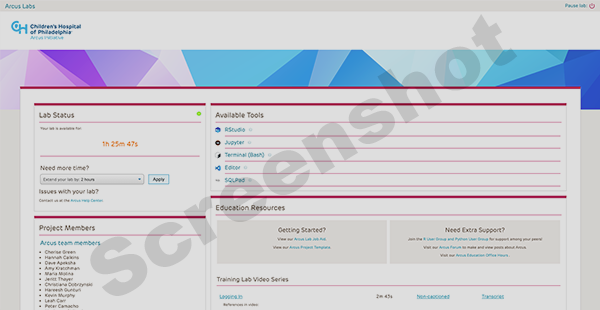 Arcus Labs
Pause lab
Children's Hospital
of Philadelphia
Arcus Initiative
Lab Status
Your lab is available for:
1h 25m 47s
Need more time?
Extend your lab by: 2 hours
Apply
Issues with your lab?
Contact us at the Arcus Help Center.
Project Members
Arcus team members
Cherise Green
Hannah Calkins
Dave Apeksha
Amy Kratchman
Maria Molina
Jerilt Thayer
Christiana Dobrzynski
Hareesh Gunturi
Kevin Murphy
Leah Carr
Peter Camacho
Available Tools
RStudio
Jupyter
Terminal (Bash)
Editor
SQLPad
Education Resources
Getting Started?
View our Arcus Lab Job Aid.
View our Arcus Project Template.
Need Extra Support?
Join the R User Group and Python User Group for support among your peers!
Visit our Arcus Forum to make and view posts about Arcus.
Visit our Arcus Education Office Hours.
Training Lab Video Series
Logging In 2m 45s Non-captioned Transcript
References in video:
Screenshot